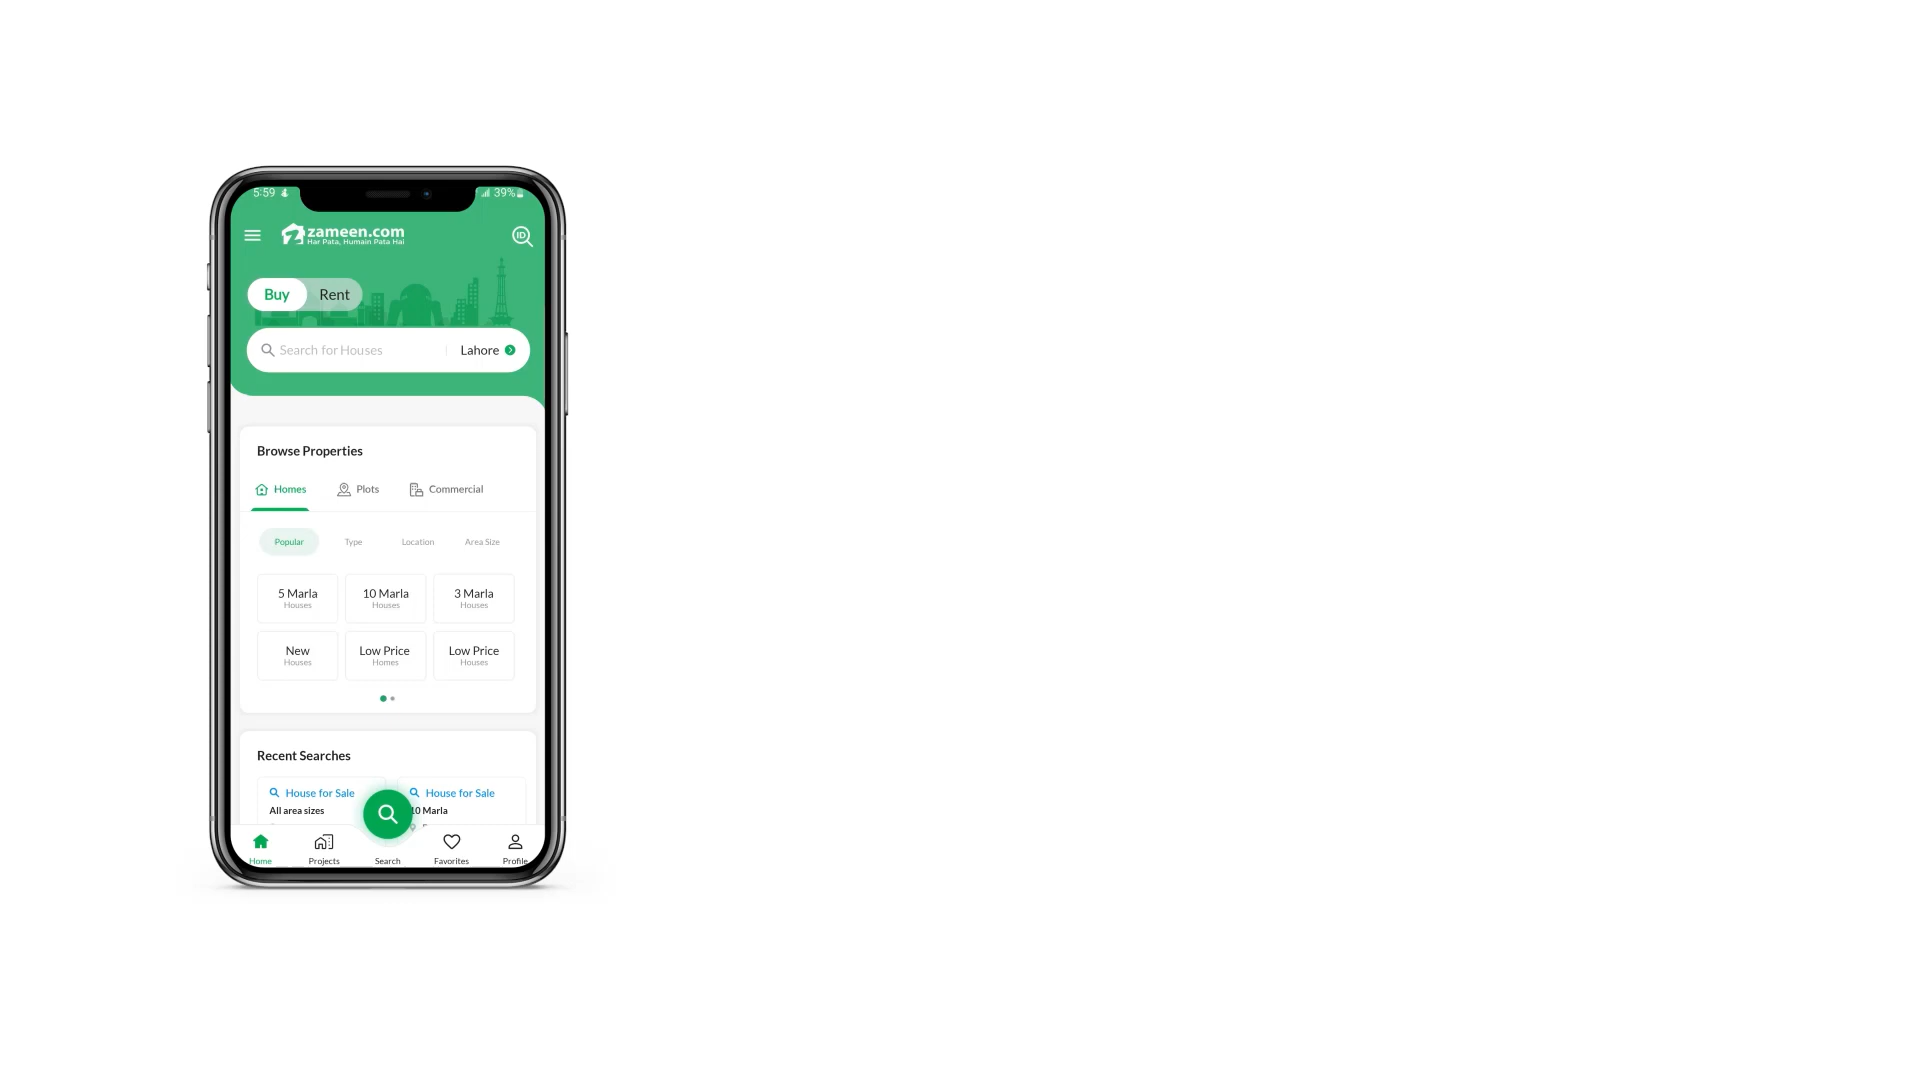 5:59
39%
zameen.com
Har Pata, Humain Pata Hai
ID
Buy Rent
Search for Houses Lahore
Browse Properties
Homes Plots Commercial
Popular Type Location Area Size
5 Marla 10 Marla 3 Marla
Houses Houses Houses
New Low Price Low Price
Houses Homes Houses
Recent Searches
House for Sale House for Sale
All area sizes 10 Marla
Home Projects Search Favorites Profile